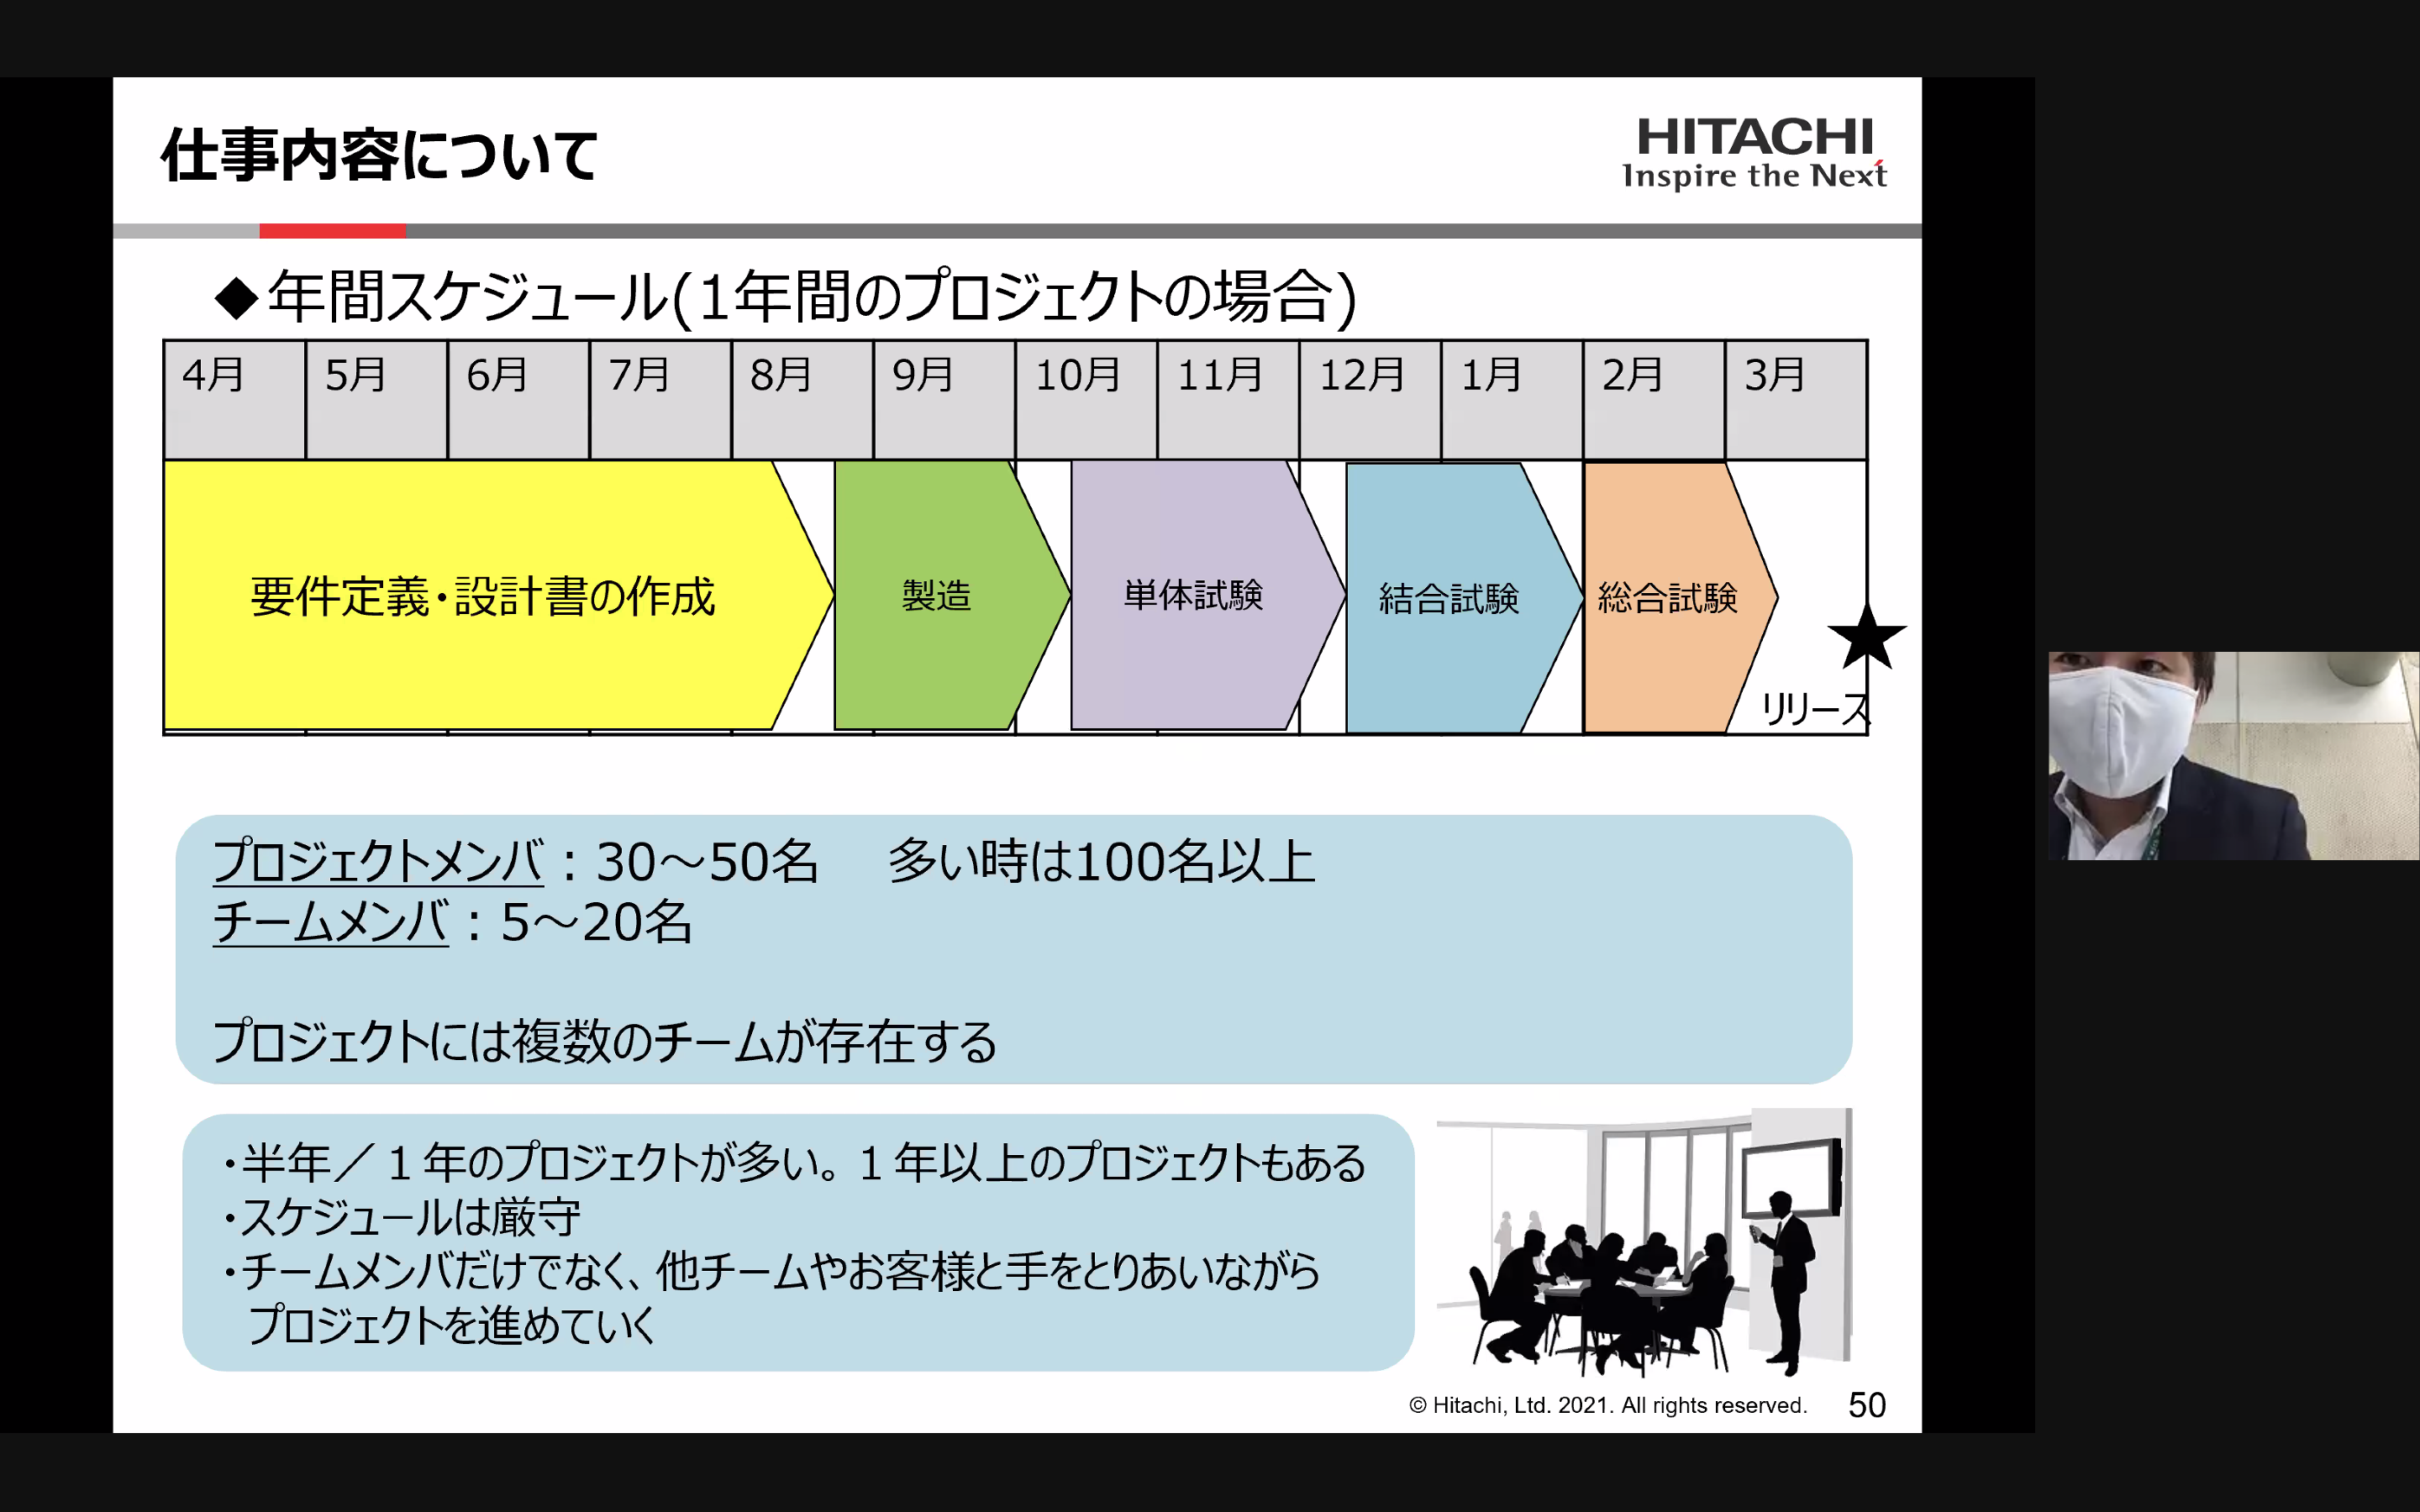 仕事内容について
HITACHI
Inspire the Next
◆年間スケジュール(1年間のプロジェクトの場合)
4月 5月 6月 7月 8月 9月 10月 11月 12月 1月 2月 3月
要件定義・設計書の作成 製造 単体試験 結合試験 総合試験
★
リリース
プロジェクトメンバ：30～50名 多い時は100名以上
チームメンバ：5～20名
プロジェクトには複数のチームが存在する
・半年／１年のプロジェクトが多い。１年以上のプロジェクトもある
・スケジュールは厳守
・チームメンバだけでなく、他チームやお客様と手をとりあいながら
プロジェクトを進めていく
© Hitachi, Ltd. 2021. All rights reserved. 50